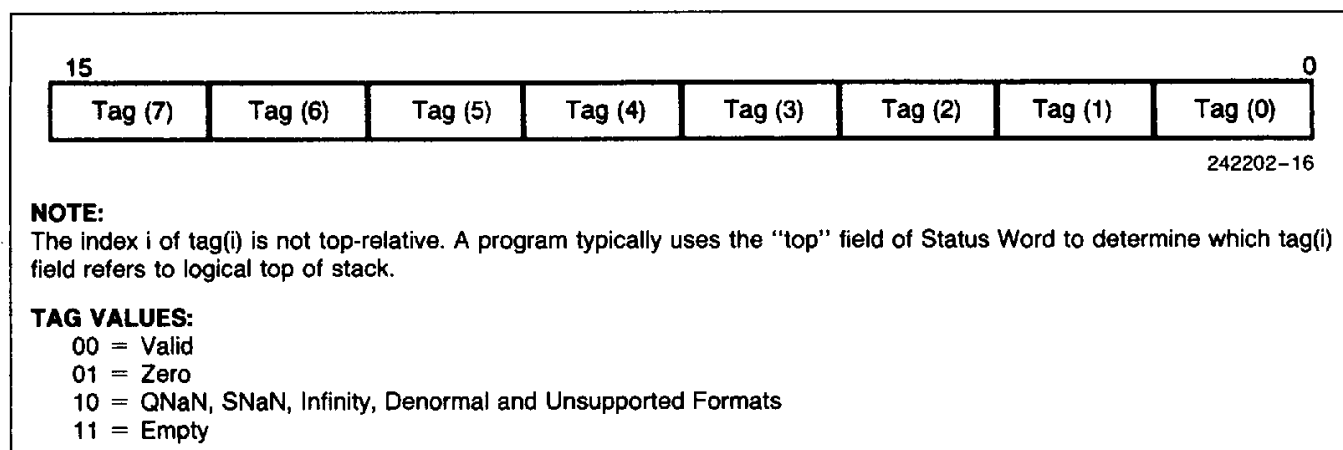 15 0
Tag (7) Tag (6) Tag (5) Tag (4) Tag (3) Tag (2) Tag (1) Tag (0)
242202–16
NOTE:
The index i of tag(i) is not top-relative. A program typically uses the "top" field of Status Word to determine which tag(i)
field refers to logical top of stack.
TAG VALUES:
00 = Valid
01 = Zero
10 = QNaN, SNaN, Infinity, Denormal and Unsupported Formats
11 = Empty